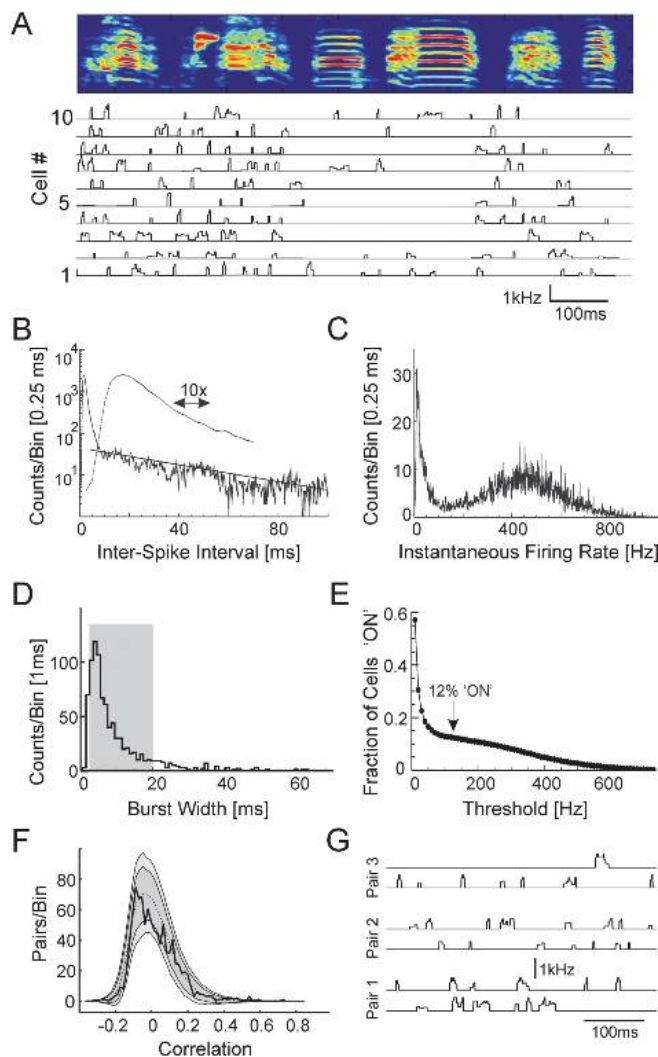 A
10
Cell #
5
1
1kHz
100ms
B
Counts/Bin [0.25 ms]
10⁴
10³
10²
10¹
10x
0 40 80
Inter-Spike Interval [ms]
C
Counts/Bin [0.25 ms]
30
20
10
0
0 400 800
Instantaneous Firing Rate [Hz]
D
Counts/Bin [1ms]
100
50
0
0 20 40 60
Burst Width [ms]
E
Fraction of Cells 'ON'
0.6
0.4
0.2
0
12% 'ON'
0 200 400 600
Threshold [Hz]
F
Pairs/Bin
80
60
40
20
0
-0.2 0 0.2 0.4 0.6 0.8
Correlation
G
Pair 3
Pair 2
1kHz
Pair 1
100ms